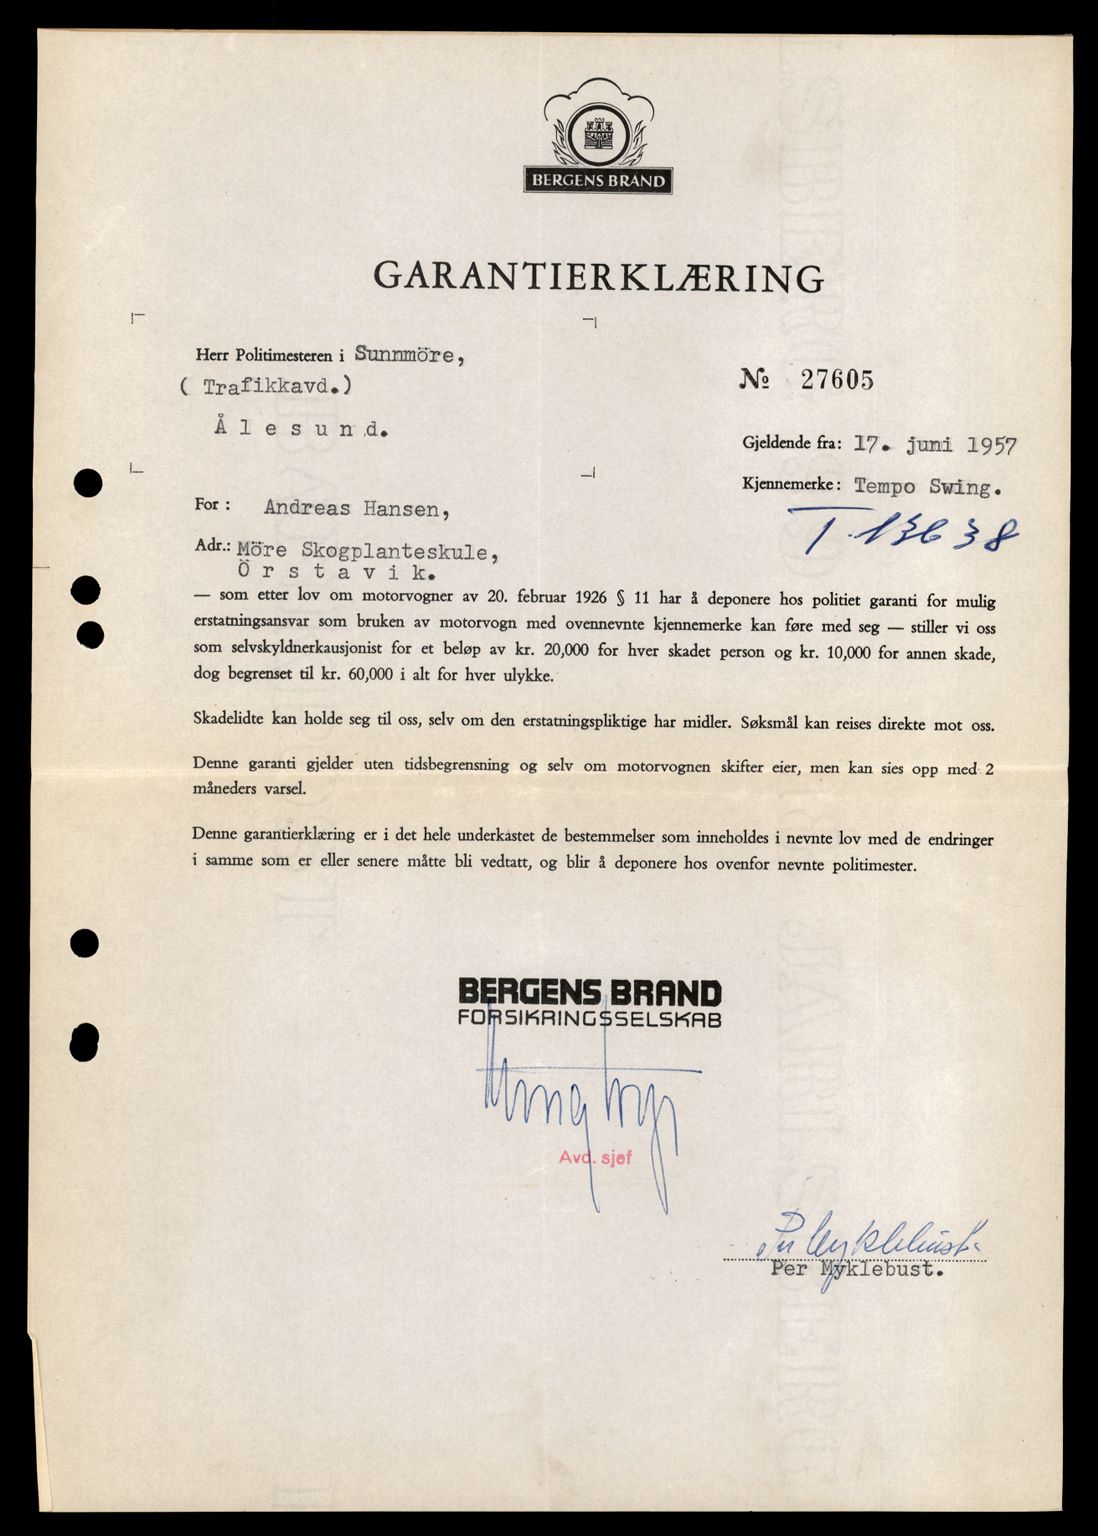 BERGENS BRAND
GARANTIERKLÆRING
Herr Politimesteren i Sunnmöre,
( Trafikkavd.)
Å l e s u n d.
№ 27605
Gjeldende fra: 17. juni 1957
Kjennemerke: Tempo Swing.
T. 13638
For: Andreas Hansen,
Adr.: Möre Skogplanteskule,
Ö r s t a v i k.
— som etter lov om motorvogner av 20. februar 1926 § 11 har å deponere hos politiet garanti for mulig
erstatningsansvar som bruken av motorvogn med ovennevnte kjennemerke kan føre med seg — stiller vi oss
som selvskyldnerkausjonist for et beløp av kr. 20,000 for hver skadet person og kr. 10,000 for annen skade,
dog begrenset til kr. 60,000 i alt for hver ulykke.
Skadelidte kan holde seg til oss, selv om den erstatningspliktige har midler. Søksmål kan reises direkte mot oss.
Denne garanti gjelder uten tidsbegrensning og selv om motorvognen skifter eier, men kan sies opp med 2
måneders varsel.
Denne garantierklæring er i det hele underkastet de bestemmelser som inneholdes i nevnte lov med de endringer
i samme som er eller senere måtte bli vedtatt, og blir å deponere hos ovenfor nevnte politimester.
BERGENS BRAND
FORSIKRINGSSELSKAB
Avd. sjef
Per Myklebust
Per Myklebust.